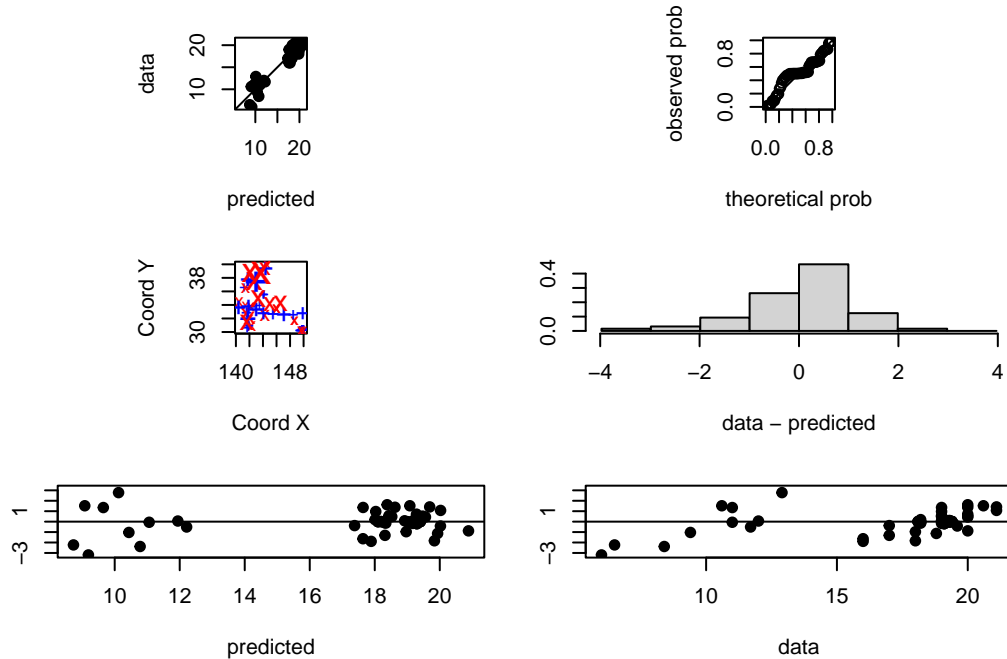 data
20
10
10 20
predicted
observed prob
0.8
0.0
0.0 0.8
theoretical prob
Coord Y
38
30
140 148
Coord X
0.4
0.0
−4 −2 0 2 4
data − predicted
1
−3
10 12 14 16 18 20
predicted
1
−3
10 15 20
data